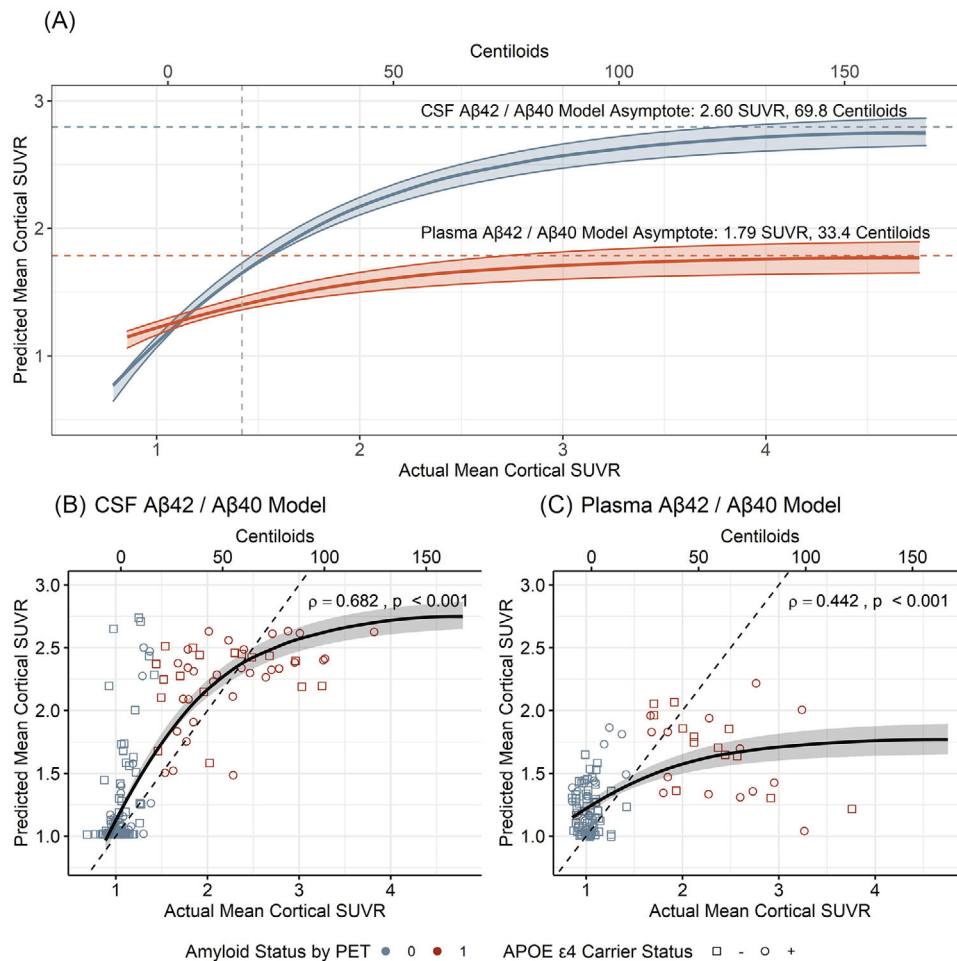 (A)
Centiloids
0 50 100 150
CSF Aβ42 / Aβ40 Model Asymptote: 2.60 SUVR, 69.8 Centiloids
Plasma Aβ42 / Aβ40 Model Asymptote: 1.79 SUVR, 33.4 Centiloids
Predicted Mean Cortical SUVR
3
2
1
1 2 3 4
Actual Mean Cortical SUVR
(B) CSF Aβ42 / Aβ40 Model
Centiloids
0 50 100 150
ρ = 0.682 , p < 0.001
Predicted Mean Cortical SUVR
3.0
2.5
2.0
1.5
1.0
1 2 3 4
Actual Mean Cortical SUVR
(C) Plasma Aβ42 / Aβ40 Model
Centiloids
0 50 100 150
ρ = 0.442 , p < 0.001
Predicted Mean Cortical SUVR
3.0
2.5
2.0
1.5
1.0
1 2 3 4
Actual Mean Cortical SUVR
Amyloid Status by PET 0 1 APOE ε4 Carrier Status - +